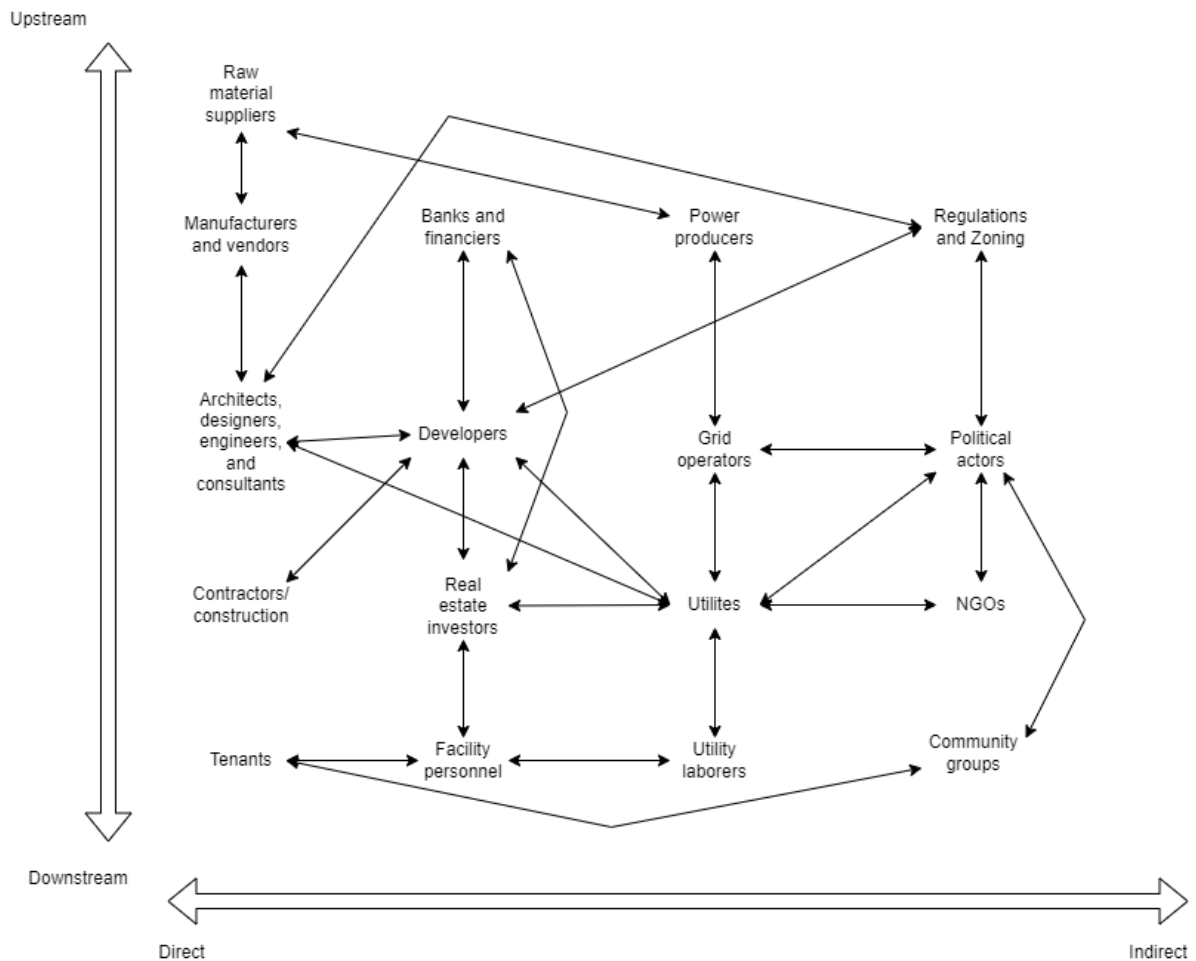 Upstream
Raw
material
suppliers
Manufacturers
and vendors
Banks and
financiers
Power
producers
Regulations
and Zoning
Architects,
designers,
engineers,
and
consultants
Developers
Grid
operators
Political
actors
Contractors/
construction
Real
estate
investors
Utilites
NGOs
Tenants
Facility
personnel
Utility
laborers
Community
groups
Downstream
Direct
Indirect